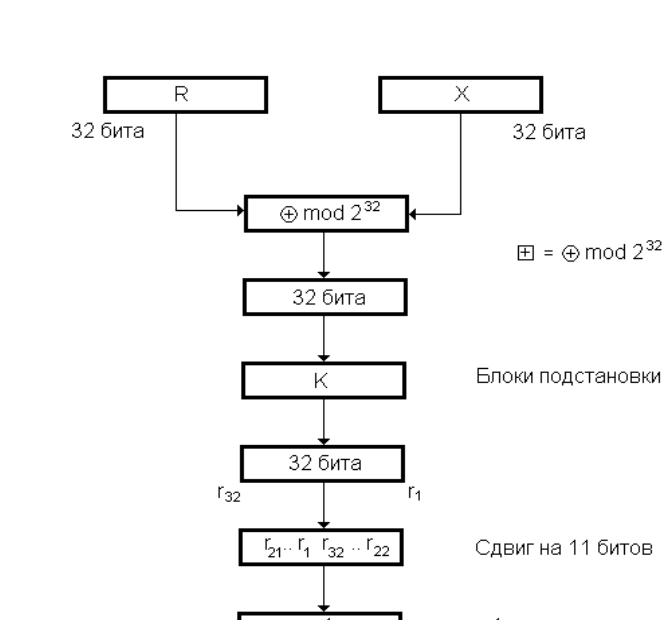 R
X
32 бита
32 бита
⊕ mod 2³²
⊞ = ⊕ mod 2³²
32 бита
K
Блоки подстановки
32 бита
r₃₂
r₁
r₂₁.. r₁ r₃₂ .. r₂₂
Сдвиг на 11 битов